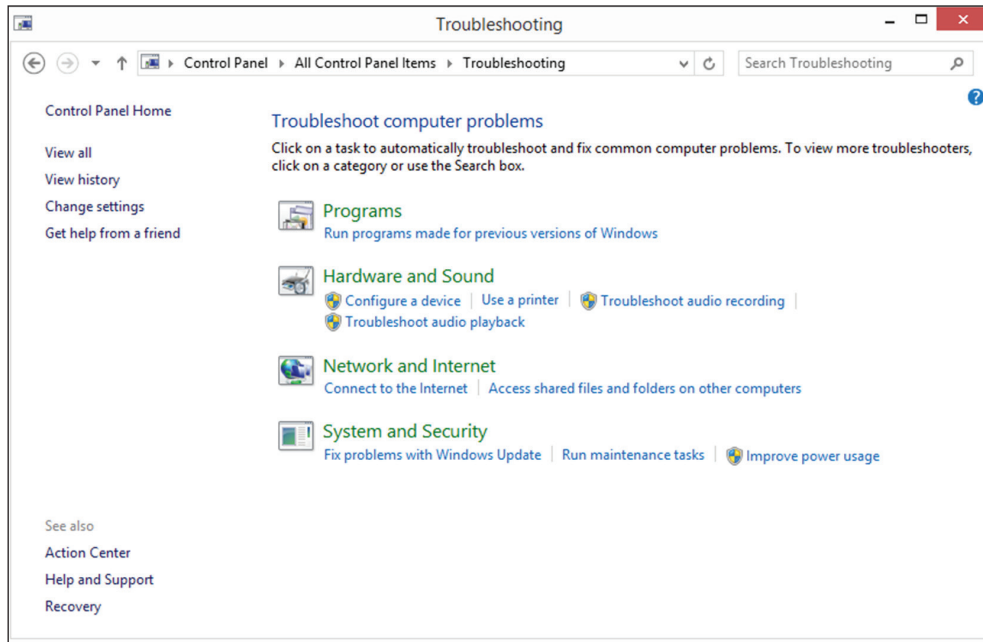 Troubleshooting
Control Panel All Control Panel Items Troubleshooting Search Troubleshooting
Control Panel Home
View all
View history
Change settings
Get help from a friend
Troubleshoot computer problems
Click on a task to automatically troubleshoot and fix common computer problems. To view more troubleshooters,
click on a category or use the Search box.
Programs
Run programs made for previous versions of Windows
Hardware and Sound
Configure a device Use a printer Troubleshoot audio recording
Troubleshoot audio playback
Network and Internet
Connect to the Internet Access shared files and folders on other computers
System and Security
Fix problems with Windows Update Run maintenance tasks Improve power usage
See also
Action Center
Help and Support
Recovery